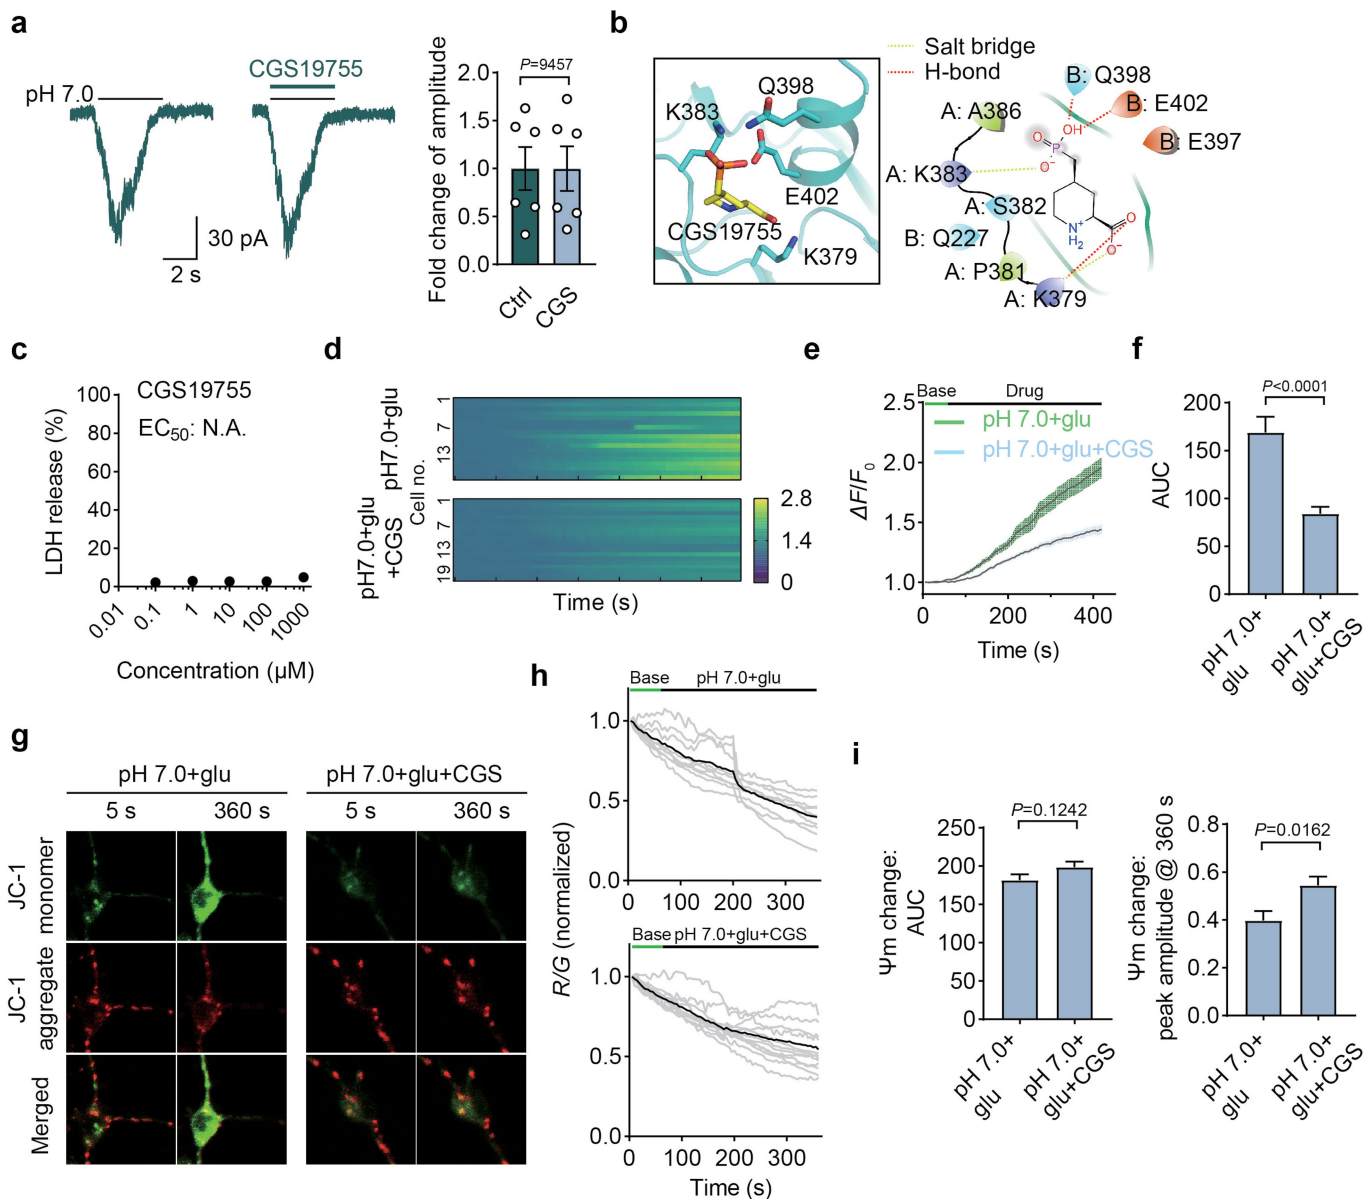 a
pH 7.0
CGS19755
30 pA
2 s
Fold change of amplitude
2.0
1.5
1.0
0.5
0.0
P=9457
Ctrl
CGS
b
Q398
K383
E402
CGS19755
K379
Salt bridge
H-bond
B: Q398
B: E402
B: E397
A: A386
A: K383
A: S382
B: Q227
A: P381
A: K379
OH
O
P
O⁻
N⁺
H₂
O
O⁻
c
CGS19755
EC₅₀: N.A.
LDH release (%)
100
80
60
40
20
0
0.01
0.1
1
10
100
1000
Concentration (µM)
d
pH7.0+glu
pH7.0+glu
+CGS
Cell no.
1
7
13
1
7
13
19
2.8
1.4
0
Time (s)
e
Base
Drug
pH 7.0+glu
pH 7.0+glu+CGS
ΔF/F₀
2.5
2.0
1.5
1.0
0
200
400
Time (s)
f
P<0.0001
AUC
200
150
100
50
0
pH 7.0+
glu
pH 7.0+
glu+CGS
g
pH 7.0+glu
pH 7.0+glu+CGS
5 s
360 s
5 s
360 s
JC-1
monomer
JC-1
aggregate
Merged
h
Base
pH 7.0+glu
1.0
0.5
0.0
0
100
200
300
R/G (normalized)
Base
pH 7.0+glu+CGS
1.0
0.5
0.0
0
100
200
300
Time (s)
i
P=0.1242
Ψm change:
AUC
250
200
150
100
50
0
pH 7.0+
glu
pH 7.0+
glu+CGS
P=0.0162
Ψm change:
peak amplitude @ 360 s
0.8
0.6
0.4
0.2
0.0
pH 7.0+
glu
pH 7.0+
glu+CGS